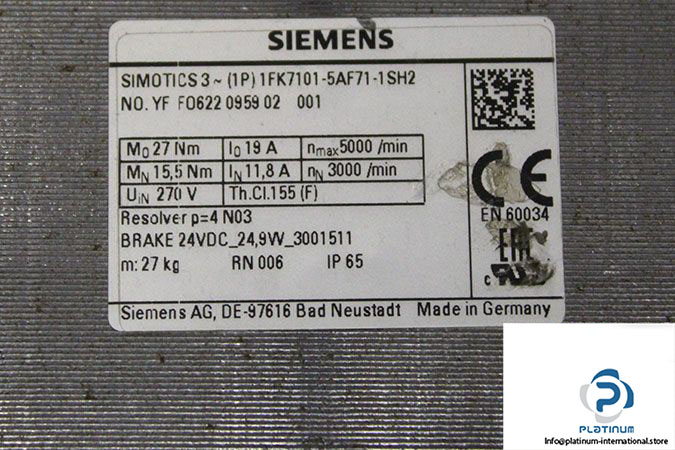 SIEMENS
SIMOTICS 3 ~ (1P) 1FK7101-5AF71-1SH2
NO. YF F0622 0959 02 001
M0 27 Nm I0 19 A nmax5000 /min
MN 15,5 Nm IN 11,8 A nN 3000 /min
UIN 270 V Th.Cl.155 (F)
Resolver p=4 N03
BRAKE 24VDC_24,9W_3001511
m: 27 kg RN 006 IP 65
CE
EN 60034
EAC
c US
Siemens AG, DE-97616 Bad Neustadt Made in Germany
PLATINUM
Info@platinum-international.store